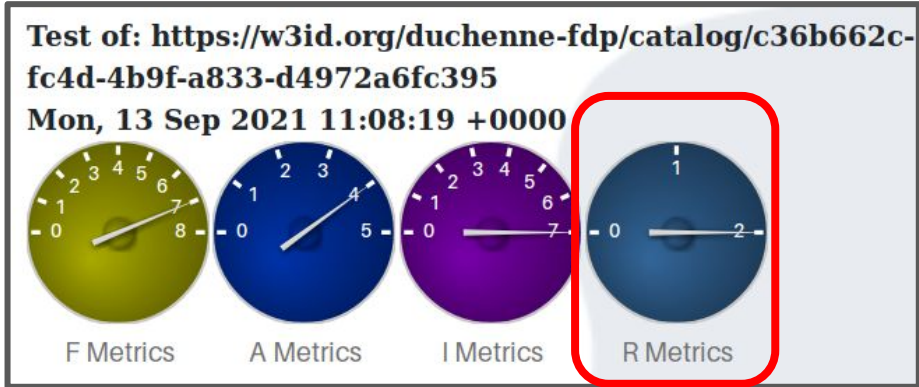 Test of: https://w3id.org/duchenne-fdp/catalog/c36b662c-
fc4d-4b9f-a833-d4972a6fc395
Mon, 13 Sep 2021 11:08:19 +0000
0 1 2 3 4 5 6 7 8
0 1 2 3 4 5
0 1 2 3 4 5 6 7
0 1 2
F Metrics A Metrics I Metrics R Metrics